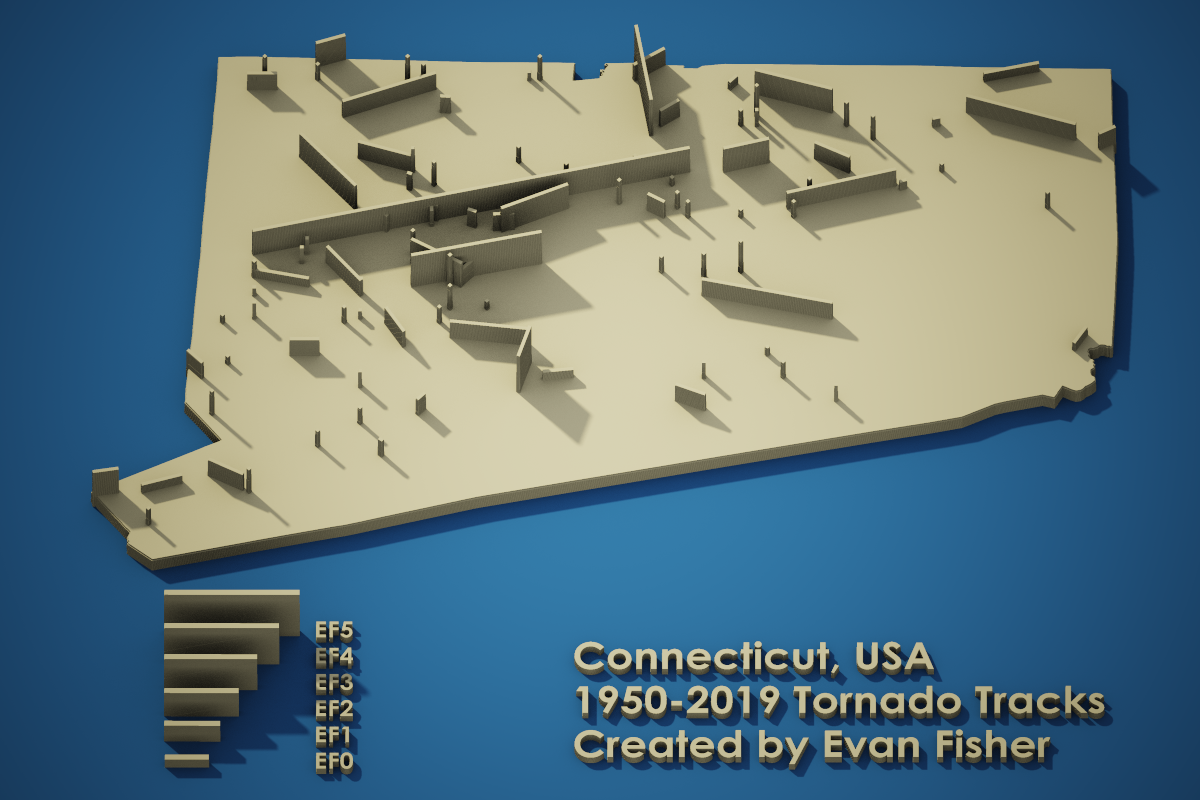 EF5
EF4
EF3
EF2
EF1
EF0
Connecticut, USA
1950-2019 Tornado Tracks
Created by Evan Fisher